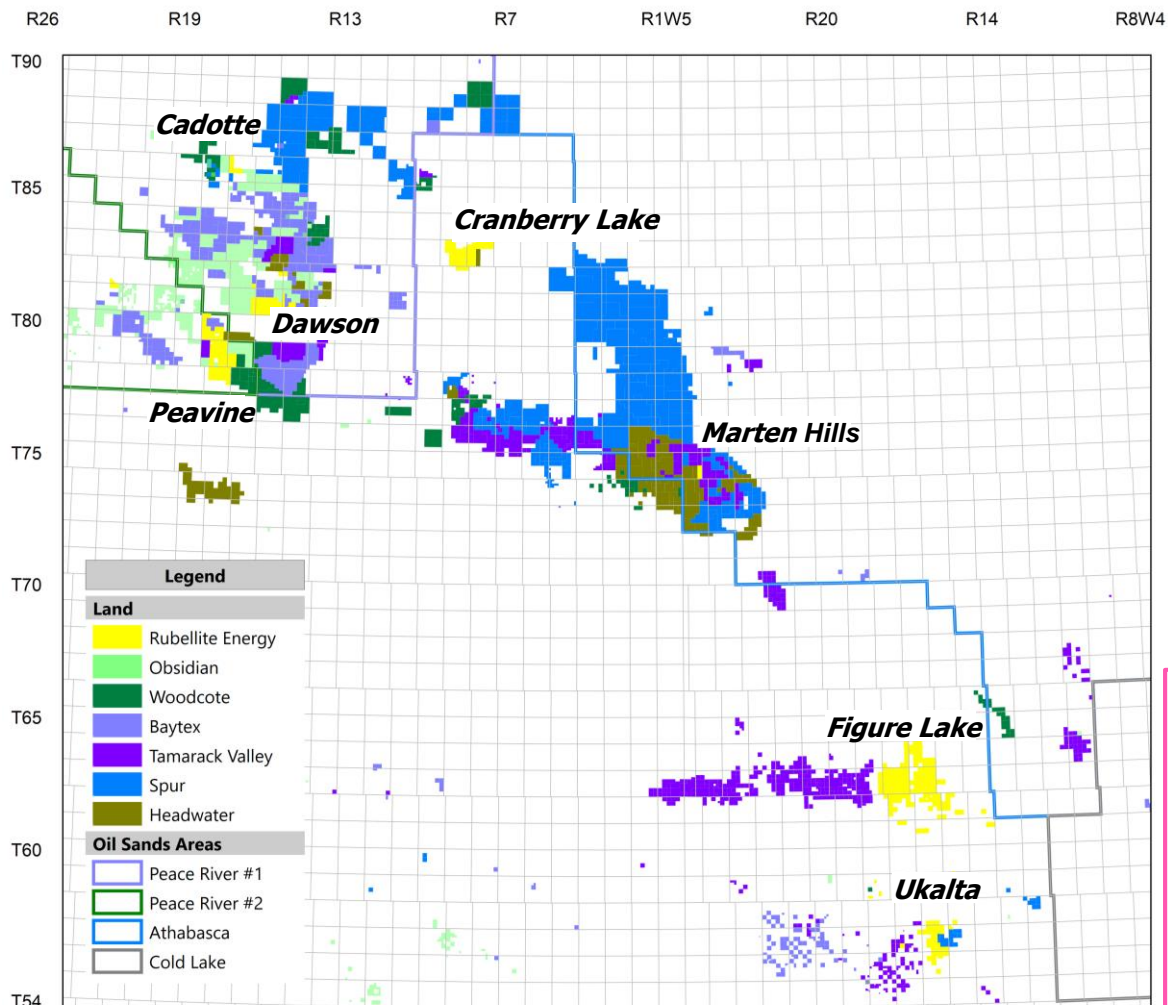 R26 R19 R13 R7 R1W5 R20 R14 R8W4
T90
Cadotte
T85
Cranberry Lake
T80
Dawson
Peavine
Marten Hills
T75
T70
Legend
Land
Rubellite Energy
Obsidian
Woodcote
Baytex
Tamarack Valley
Spur
Headwater
Oil Sands Areas
Peace River #1
Peace River #2
Athabasca
Cold Lake
T65
Figure Lake
T60
Ukalta
T54